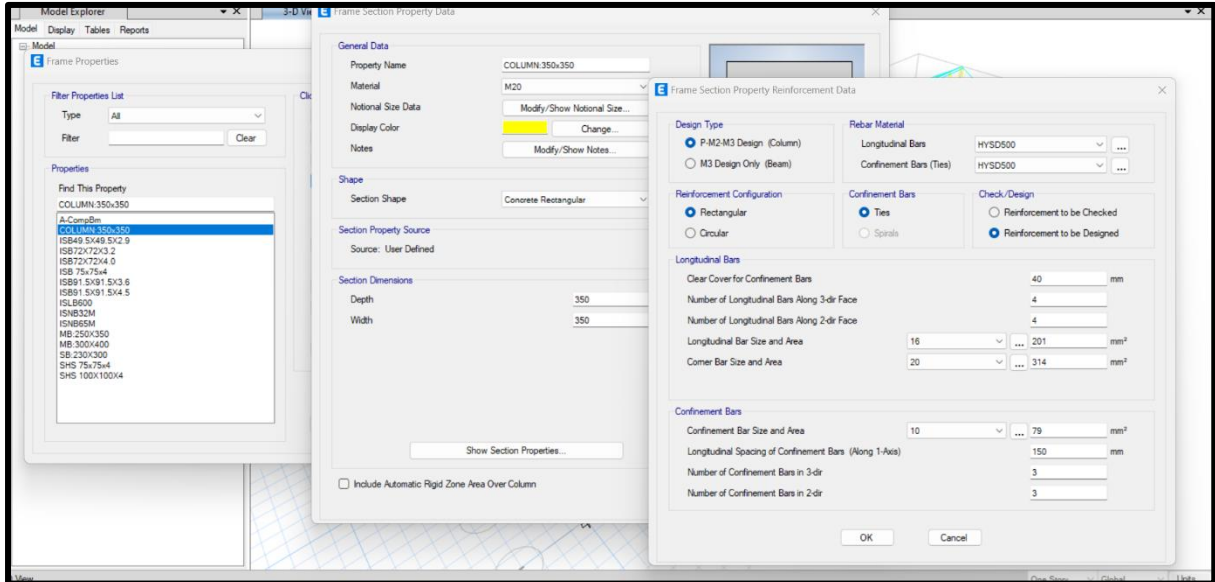 Model Explorer
Model Display Tables Reports
Model
E Frame Properties
Filter Properties List
Type All
Filter Clear
Properties
Find This Property
COLUMN:350x350
A-CompBm
COLUMN:350x350
ISB49.5X49.5X2.9
ISB72X72X3.2
ISB72X72X4.0
ISB 75x75x4
ISB91.5X91.5X3.6
ISB91.5X91.5X4.5
ISLB600
ISNB32M
ISNB65M
MB:250X350
MB:300X400
SB:230X300
SHS 75x75x4
SHS 100X100X4
E Frame Section Property Data
General Data
Property Name COLUMN:350x350
Material M20
Notional Size Data Modify/Show Notional Size...
Display Color Change...
Notes Modify/Show Notes...
Shape
Section Shape Concrete Rectangular
Section Property Source
Source: User Defined
Section Dimensions
Depth 350
Width 350
Show Section Properties...
Include Automatic Rigid Zone Area Over Column
E Frame Section Property Reinforcement Data
Design Type
P-M2-M3 Design (Column)
M3 Design Only (Beam)
Rebar Material
Longitudinal Bars HYSD500 ...
Confinement Bars (Ties) HYSD500 ...
Reinforcement Configuration
Rectangular
Circular
Confinement Bars
Ties
Spirals
Check/Design
Reinforcement to be Checked
Reinforcement to be Designed
Longitudinal Bars
Clear Cover for Confinement Bars 40 mm
Number of Longitudinal Bars Along 3-dir Face 4
Number of Longitudinal Bars Along 2-dir Face 4
Longitudinal Bar Size and Area 16 ... 201 mm²
Corner Bar Size and Area 20 ... 314 mm²
Confinement Bars
Confinement Bar Size and Area 10 ... 79 mm²
Longitudinal Spacing of Confinement Bars (Along 1-Axis) 150 mm
Number of Confinement Bars in 3-dir 3
Number of Confinement Bars in 2-dir 3
OK Cancel
One Story Global Units